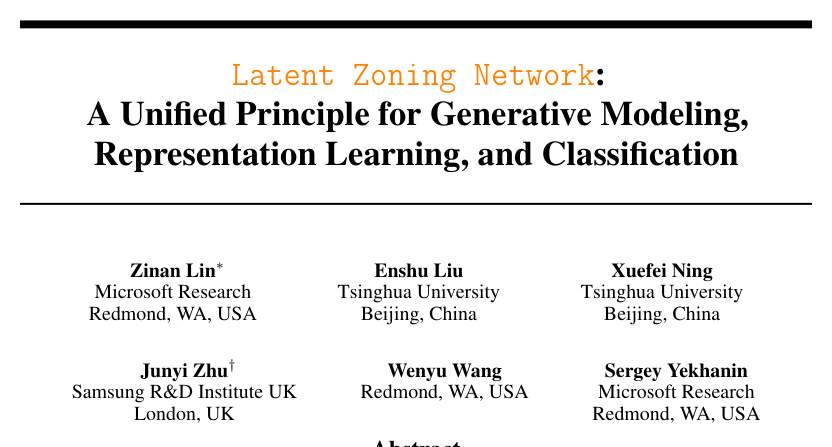 Latent Zoning Network:
A Unified Principle for Generative Modeling,
Representation Learning, and Classification
Zinan Lin*
Microsoft Research
Redmond, WA, USA
Enshu Liu
Tsinghua University
Beijing, China
Xuefei Ning
Tsinghua University
Beijing, China
Junyi Zhu†
Samsung R&D Institute UK
London, UK
Wenyu Wang
Redmond, WA, USA
Sergey Yekhanin
Microsoft Research
Redmond, WA, USA
Abstract